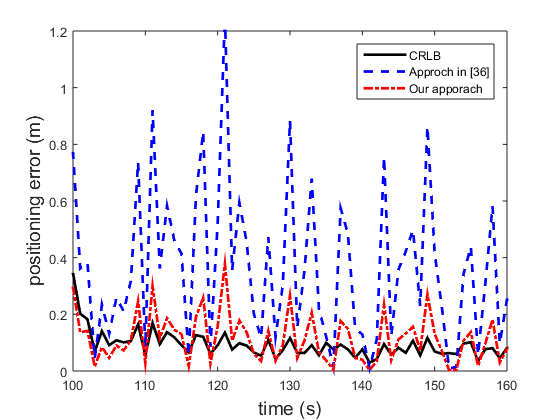 1.2
1
0.8
0.6
0.4
0.2
0
positioning error (m)
CRLB
Approch in [36]
Our apporach
100
110
120
130
140
150
160
time (s)